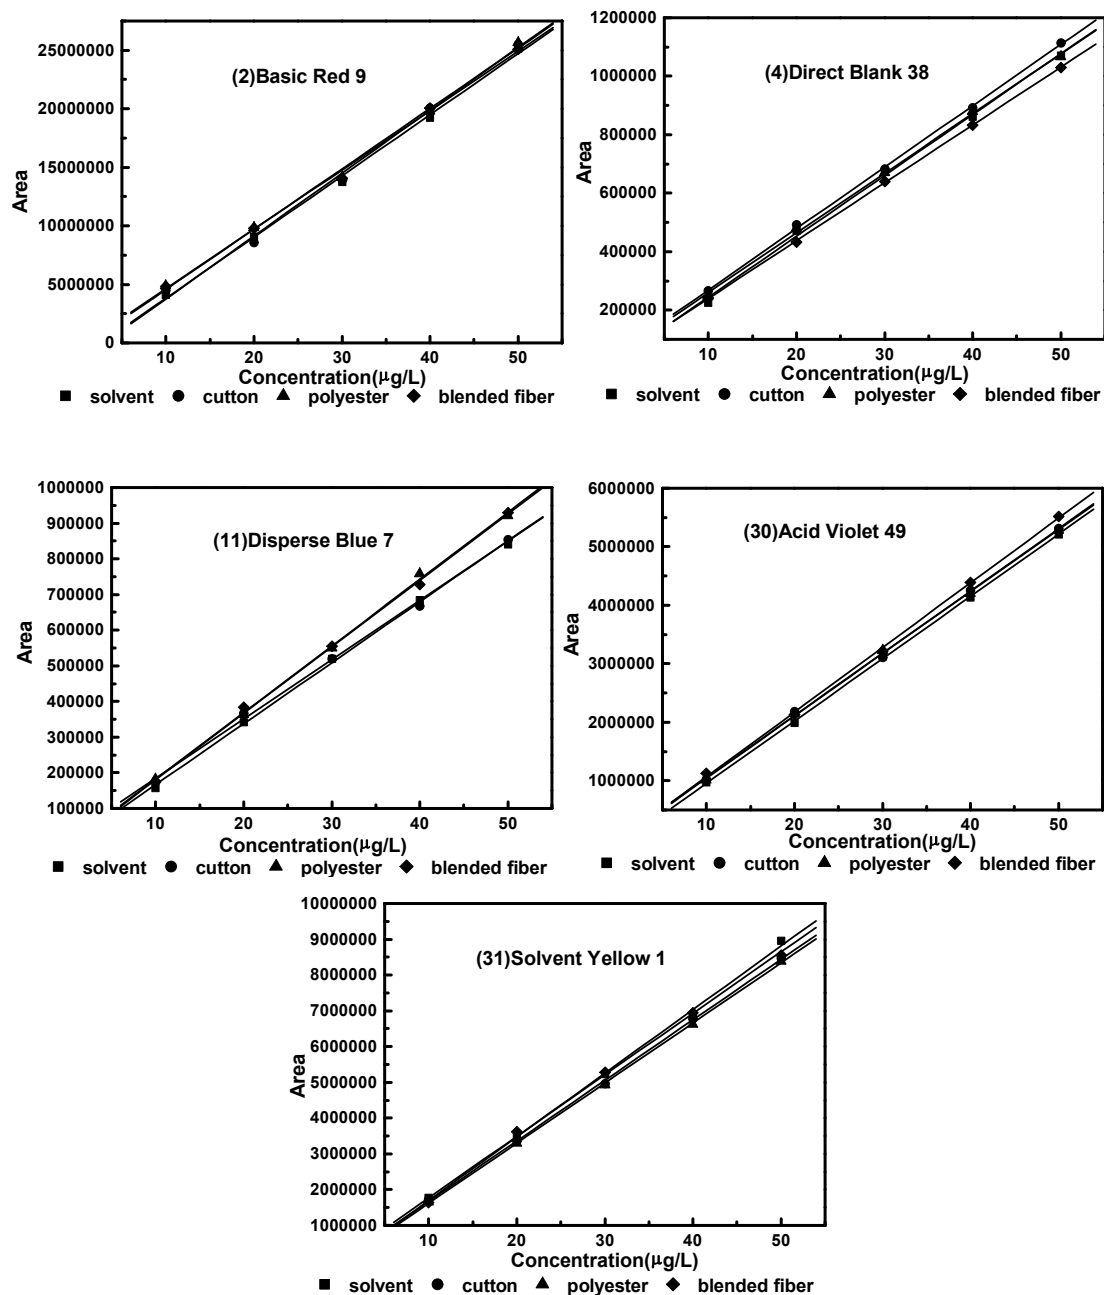 (2)Basic Red 9
Area
25000000
20000000
15000000
10000000
5000000
0
10 20 30 40 50
Concentration(μg/L)
solvent cutton polyester blended fiber
(4)Direct Blank 38
Area
1200000
1000000
800000
600000
400000
200000
10 20 30 40 50
Concentration(μg/L)
solvent cutton polyester blended fiber
(11)Disperse Blue 7
Area
1000000
900000
800000
700000
600000
500000
400000
300000
200000
100000
10 20 30 40 50
Concentration(μg/L)
solvent cutton polyester blended fiber
(30)Acid Violet 49
Area
6000000
5000000
4000000
3000000
2000000
1000000
10 20 30 40 50
Concentration(μg/L)
solvent cutton polyester blended fiber
(31)Solvent Yellow 1
Area
10000000
9000000
8000000
7000000
6000000
5000000
4000000
3000000
2000000
1000000
10 20 30 40 50
Concentration(μg/L)
solvent cutton polyester blended fiber